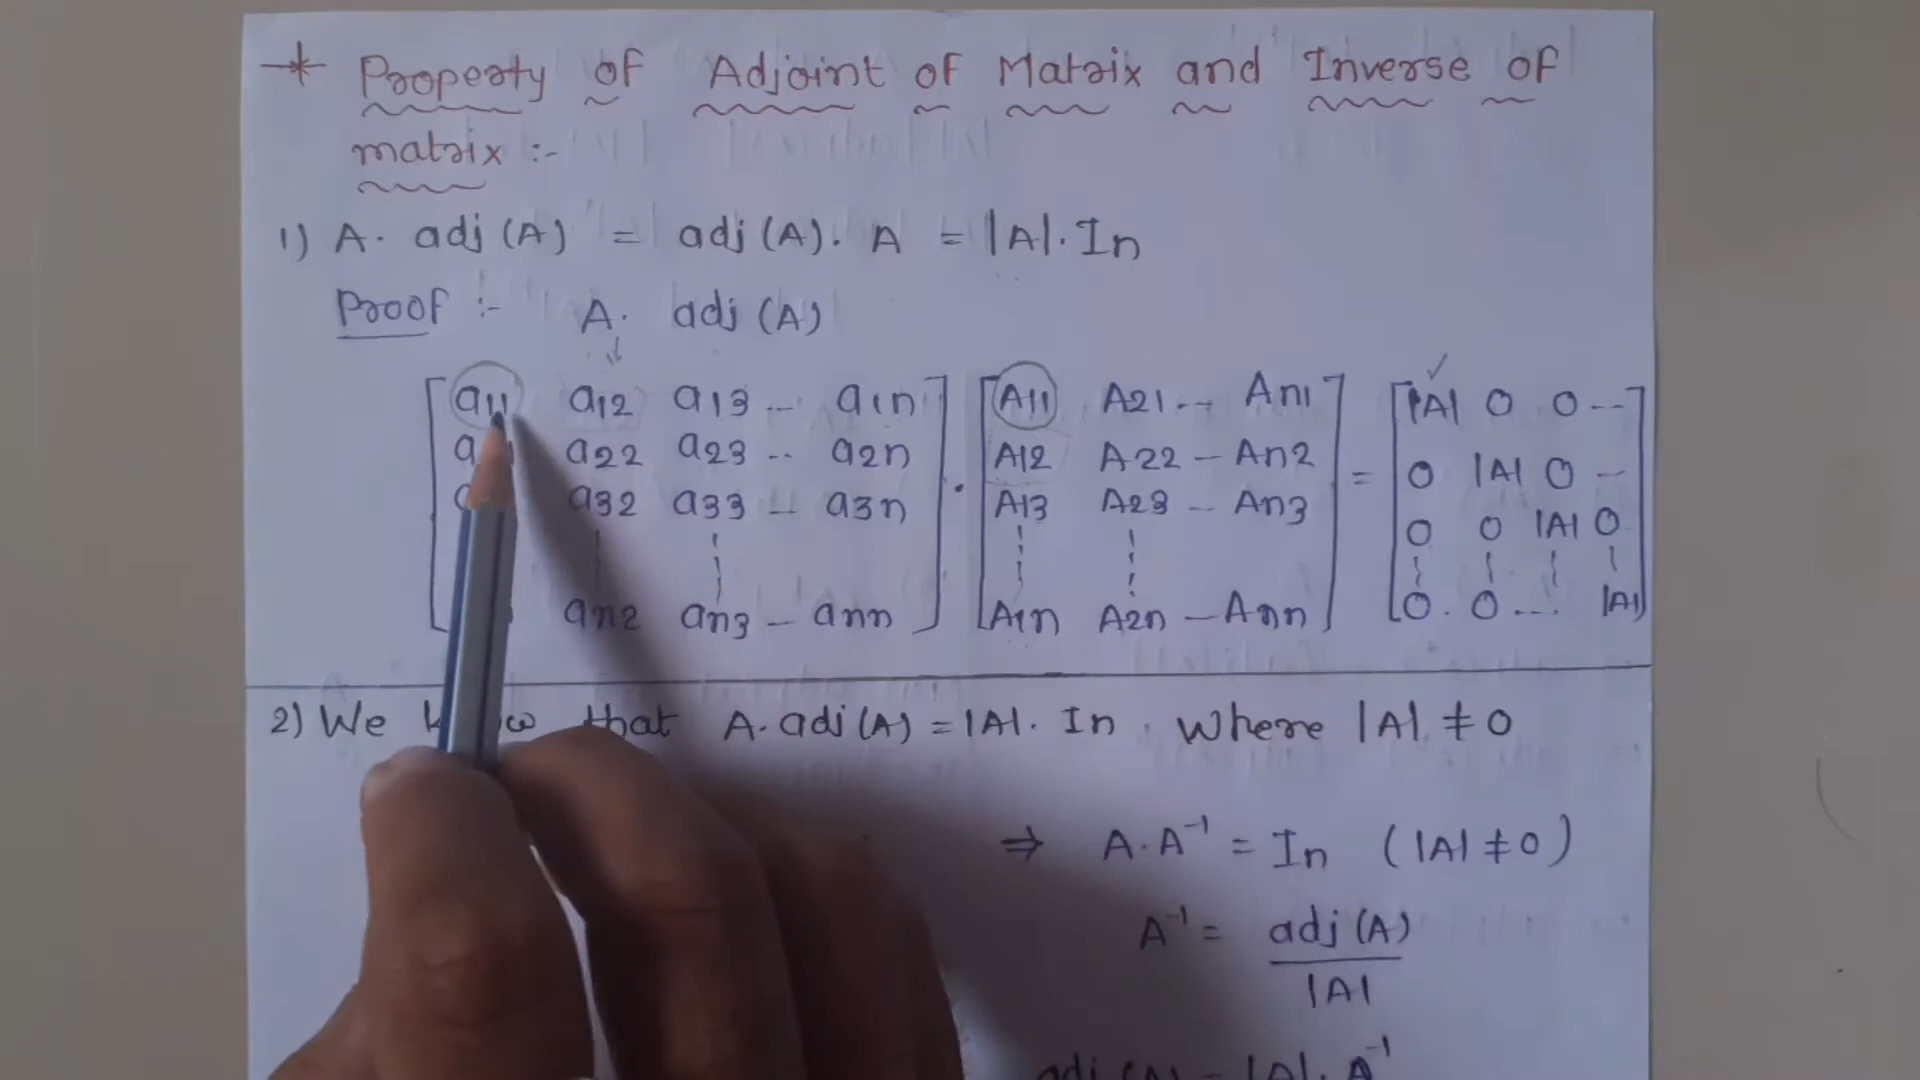 * Property of Adjoint of Matrix and Inverse of
matrix :-
1) A. adj (A) = adj (A). A = |A|. In
Proof :- A. adj (A)
[a11 a12 a13 -- a1n] . [A11 A21 -- An1] = [|A| 0 0 --]
a22 a23 -- a2n A12 A22 - An2 0 |A| 0 -
a32 a33 -- a3n A13 A23 -- An3 0 0 |A| 0
an2 an3 - ann A1n A2n - Ann 0. 0 --- |A|
2) We that A. adj (A) = |A|. In Where |A| ≠ 0
⇒ A.A⁻¹ = In (|A| ≠ 0)
A⁻¹ = adj (A)
|A|
adj (A) = |A|. A⁻¹